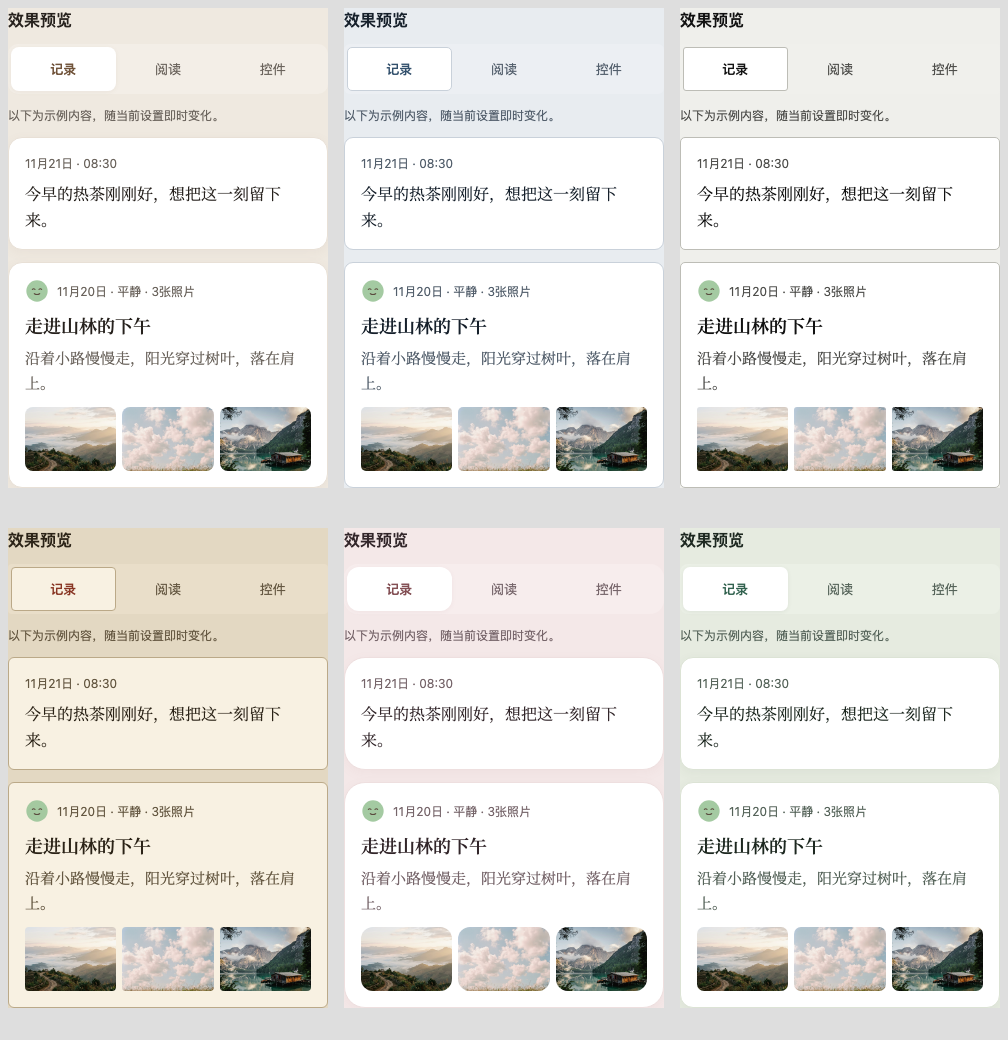 效果预览
记录 阅读 控件
以下为示例内容，随当前设置即时变化。
11月21日 · 08:30
今早的热茶刚刚好，想把这一刻留下
来。
11月20日 · 平静 · 3张照片
走进山林的下午
沿着小路慢慢走，阳光穿过树叶，落在肩
上。
效果预览
记录 阅读 控件
以下为示例内容，随当前设置即时变化。
11月21日 · 08:30
今早的热茶刚刚好，想把这一刻留下
来。
11月20日 · 平静 · 3张照片
走进山林的下午
沿着小路慢慢走，阳光穿过树叶，落在肩
上。
效果预览
记录 阅读 控件
以下为示例内容，随当前设置即时变化。
11月21日 · 08:30
今早的热茶刚刚好，想把这一刻留下
来。
11月20日 · 平静 · 3张照片
走进山林的下午
沿着小路慢慢走，阳光穿过树叶，落在肩
上。
效果预览
记录 阅读 控件
以下为示例内容，随当前设置即时变化。
11月21日 · 08:30
今早的热茶刚刚好，想把这一刻留下
来。
11月20日 · 平静 · 3张照片
走进山林的下午
沿着小路慢慢走，阳光穿过树叶，落在肩
上。
效果预览
记录 阅读 控件
以下为示例内容，随当前设置即时变化。
11月21日 · 08:30
今早的热茶刚刚好，想把这一刻留下
来。
11月20日 · 平静 · 3张照片
走进山林的下午
沿着小路慢慢走，阳光穿过树叶，落在肩
上。
效果预览
记录 阅读 控件
以下为示例内容，随当前设置即时变化。
11月21日 · 08:30
今早的热茶刚刚好，想把这一刻留下
来。
11月20日 · 平静 · 3张照片
走进山林的下午
沿着小路慢慢走，阳光穿过树叶，落在肩
上。